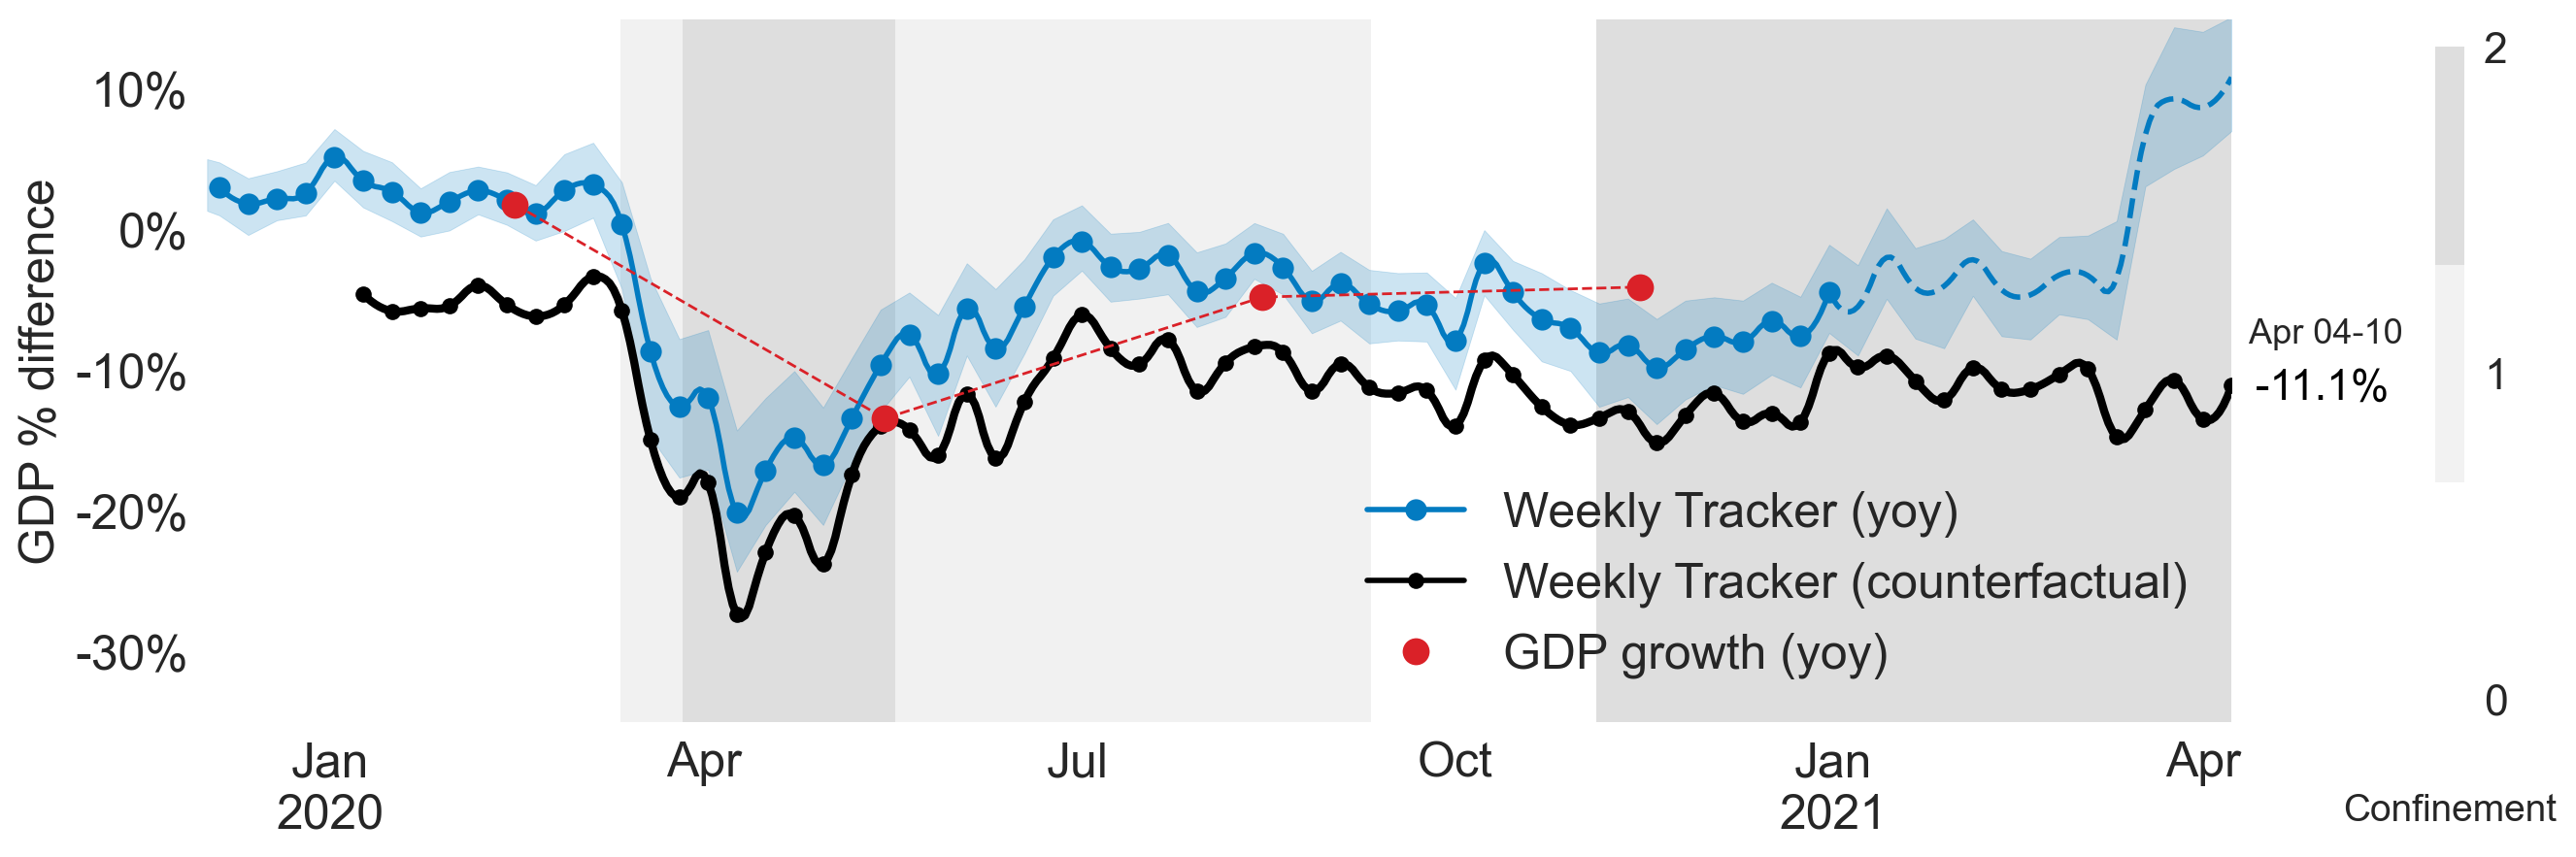 GDP % difference
10%
0%
-10%
-20%
-30%
Weekly Tracker (yoy)
Weekly Tracker (counterfactual)
GDP growth (yoy)
Apr 04-10
-11.1%
2
1
0
Jan
2020
Apr
Jul
Oct
Jan
2021
Apr
Confinement